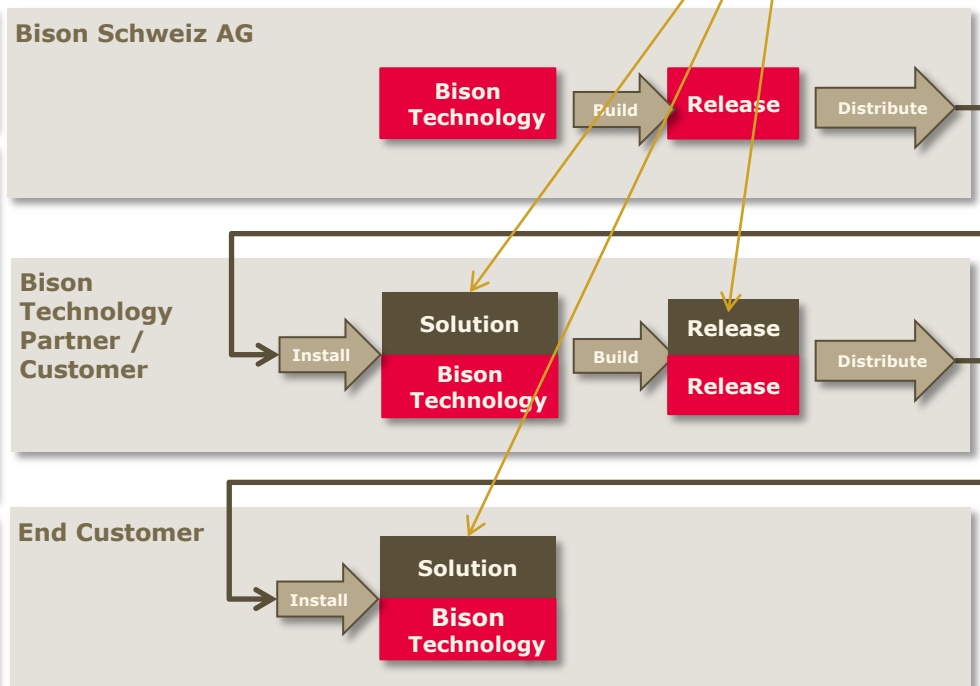 Bison Schweiz AG
Bison
Technology
Build
Release
Distribute
Bison
Technology
Partner /
Customer
Install
Solution
Bison
Technology
Build
Release
Release
Distribute
End Customer
Install
Solution
Bison
Technology